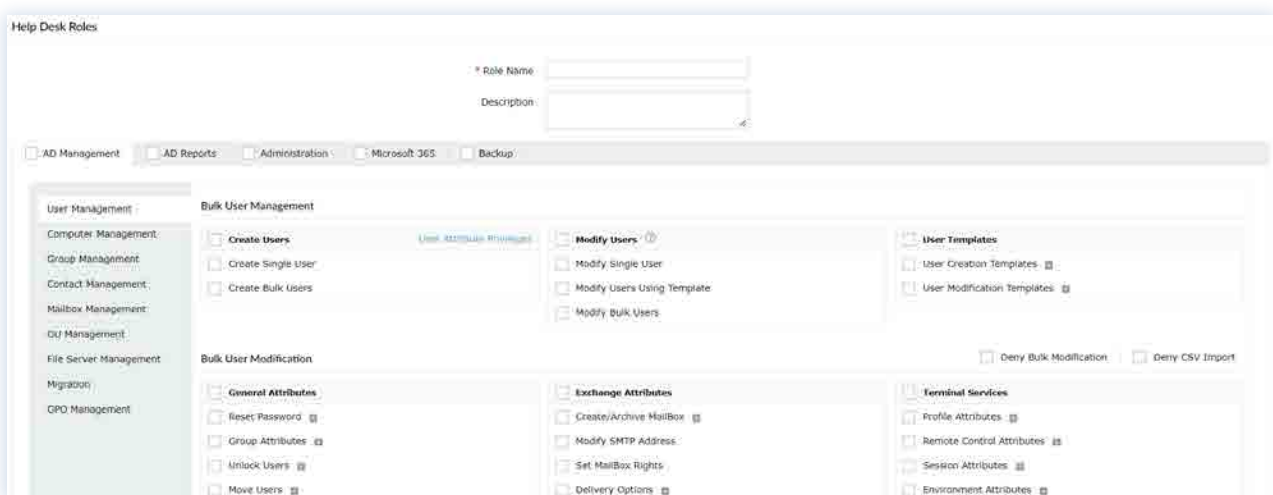 Help Desk Roles
* Role Name
Description
AD Management AD Reports Administration Microsoft 365 Backup
User Management
Computer Management
Group Management
Contact Management
Mailbox Management
OU Management
File Server Management
Migration
GPO Management
Bulk User Management
Create Users User Attribute Privileges
Create Single User
Create Bulk Users
Modify Users
Modify Single User
Modify Users Using Template
Modify Bulk Users
User Templates
User Creation Templates
User Modification Templates
Bulk User Modification Deny Bulk Modification Deny CSV Import
General Attributes
Reset Password
Group Attributes
Unlock Users
Move Users
Exchange Attributes
Create/Archive MailBox
Modify SMTP Address
Set MailBox Rights
Delivery Options
Terminal Services
Profile Attributes
Remote Control Attributes
Session Attributes
Environment Attributes